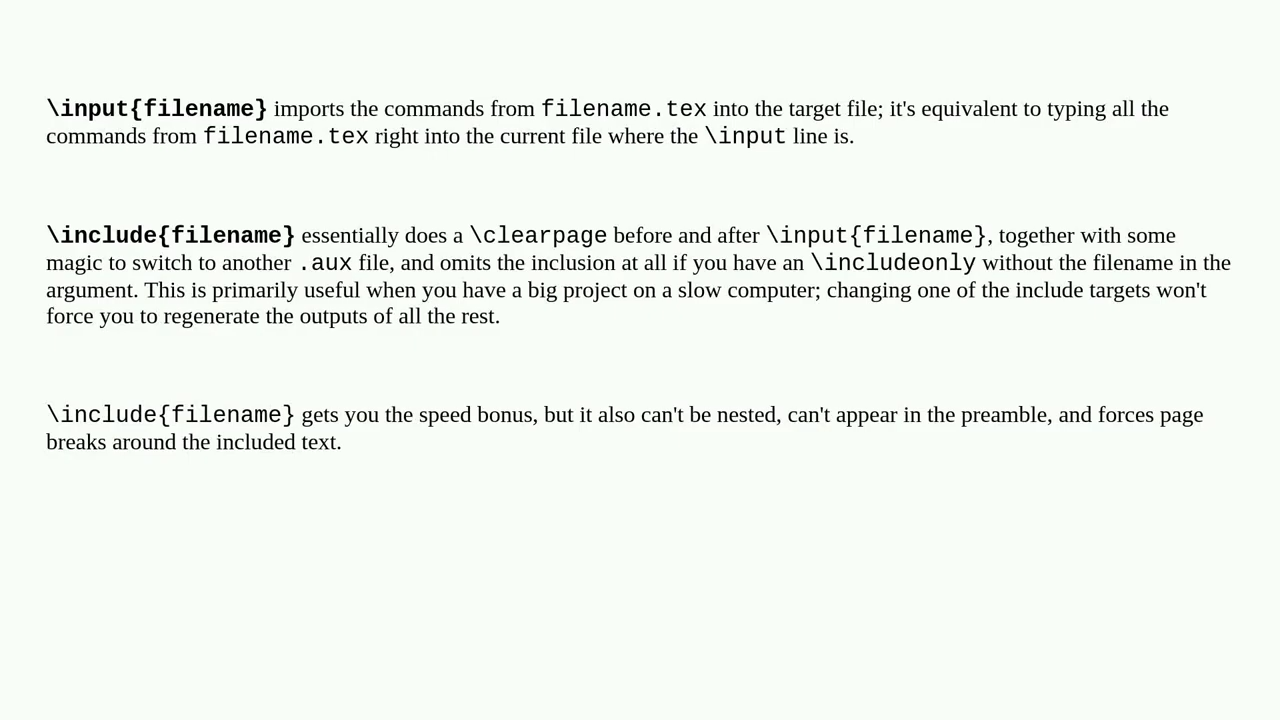 \input{filename} imports the commands from filename.tex into the target file; it's equivalent to typing all the
commands from filename.tex right into the current file where the \input line is.
\include{filename} essentially does a \clearpage before and after \input{filename}, together with some
magic to switch to another .aux file, and omits the inclusion at all if you have an \includeonly without the filename in the
argument. This is primarily useful when you have a big project on a slow computer; changing one of the include targets won't
force you to regenerate the outputs of all the rest.
\include{filename} gets you the speed bonus, but it also can't be nested, can't appear in the preamble, and forces page
breaks around the included text.